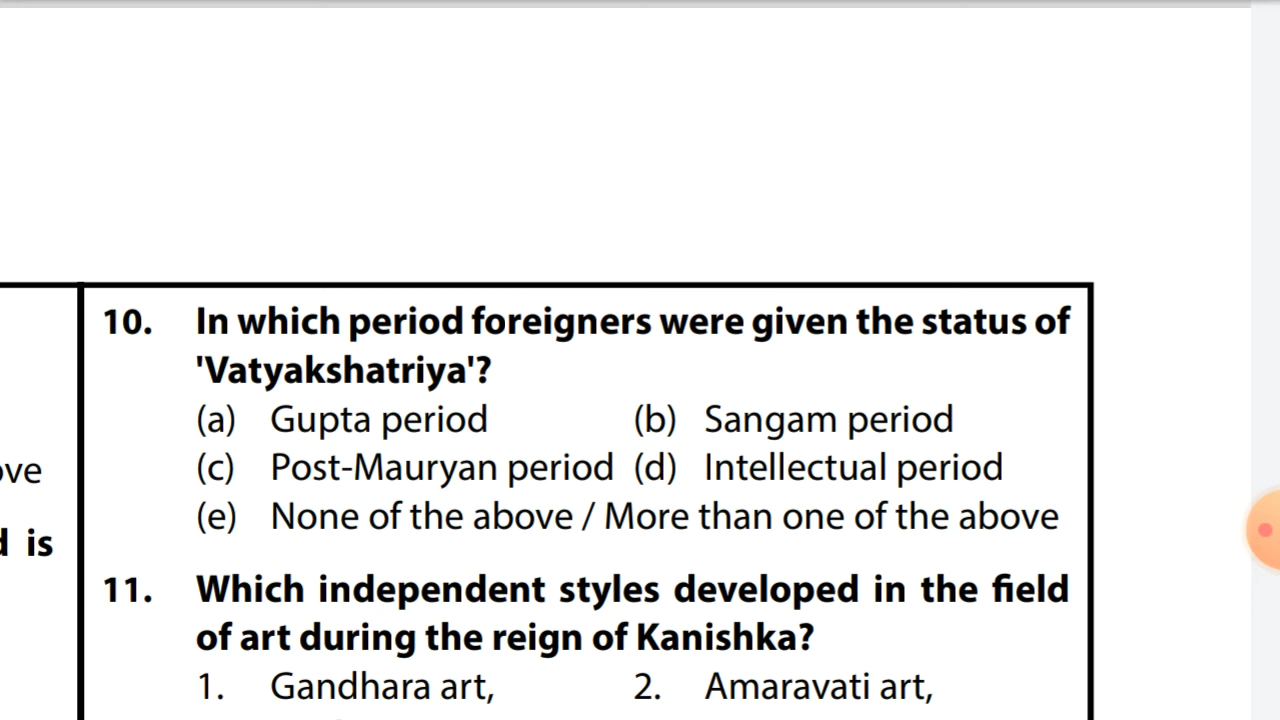 10. In which period foreigners were given the status of
'Vatyakshatriya'?
(a) Gupta period (b) Sangam period
(c) Post-Mauryan period (d) Intellectual period
(e) None of the above / More than one of the above
11. Which independent styles developed in the field
of art during the reign of Kanishka?
1. Gandhara art, 2. Amaravati art,
is